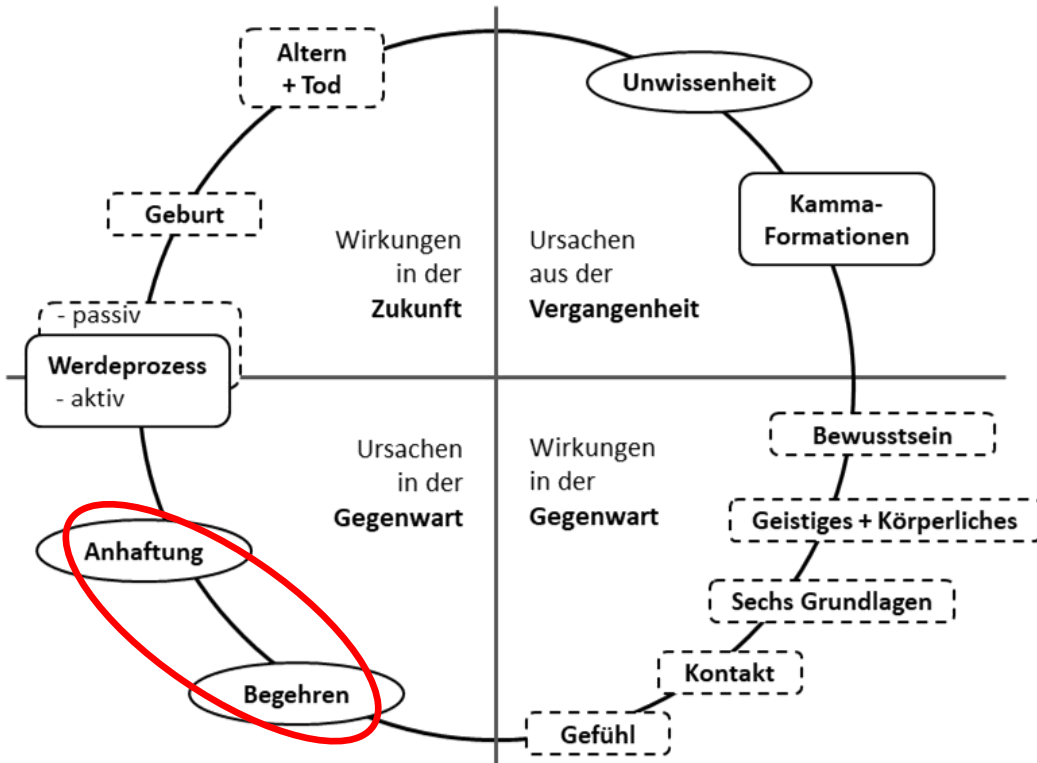 Altern
+ Tod
Unwissenheit
Geburt
Kamma-
Formationen
Wirkungen
in der
Zukunft
Ursachen
aus der
Vergangenheit
- passiv
Werdeprozess
- aktiv
Ursachen
in der
Gegenwart
Wirkungen
in der
Gegenwart
Bewusstsein
Geistiges + Körperliches
Sechs Grundlagen
Kontakt
Gefühl
Anhaftung
Begehren